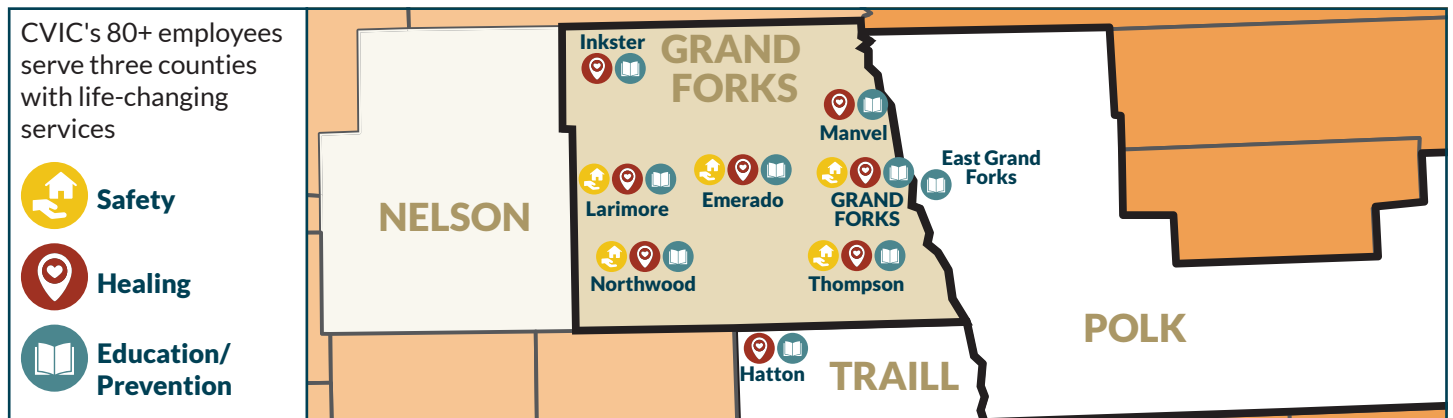 CVIC's 80+ employees
serve three counties
with life-changing
services
Safety
Healing
Education/
Prevention
Inkster
GRAND
FORKS
Manvel
East Grand
Forks
Larimore
Emerado
GRAND
FORKS
NELSON
Northwood
Thompson
POLK
Hatton
TRAILL